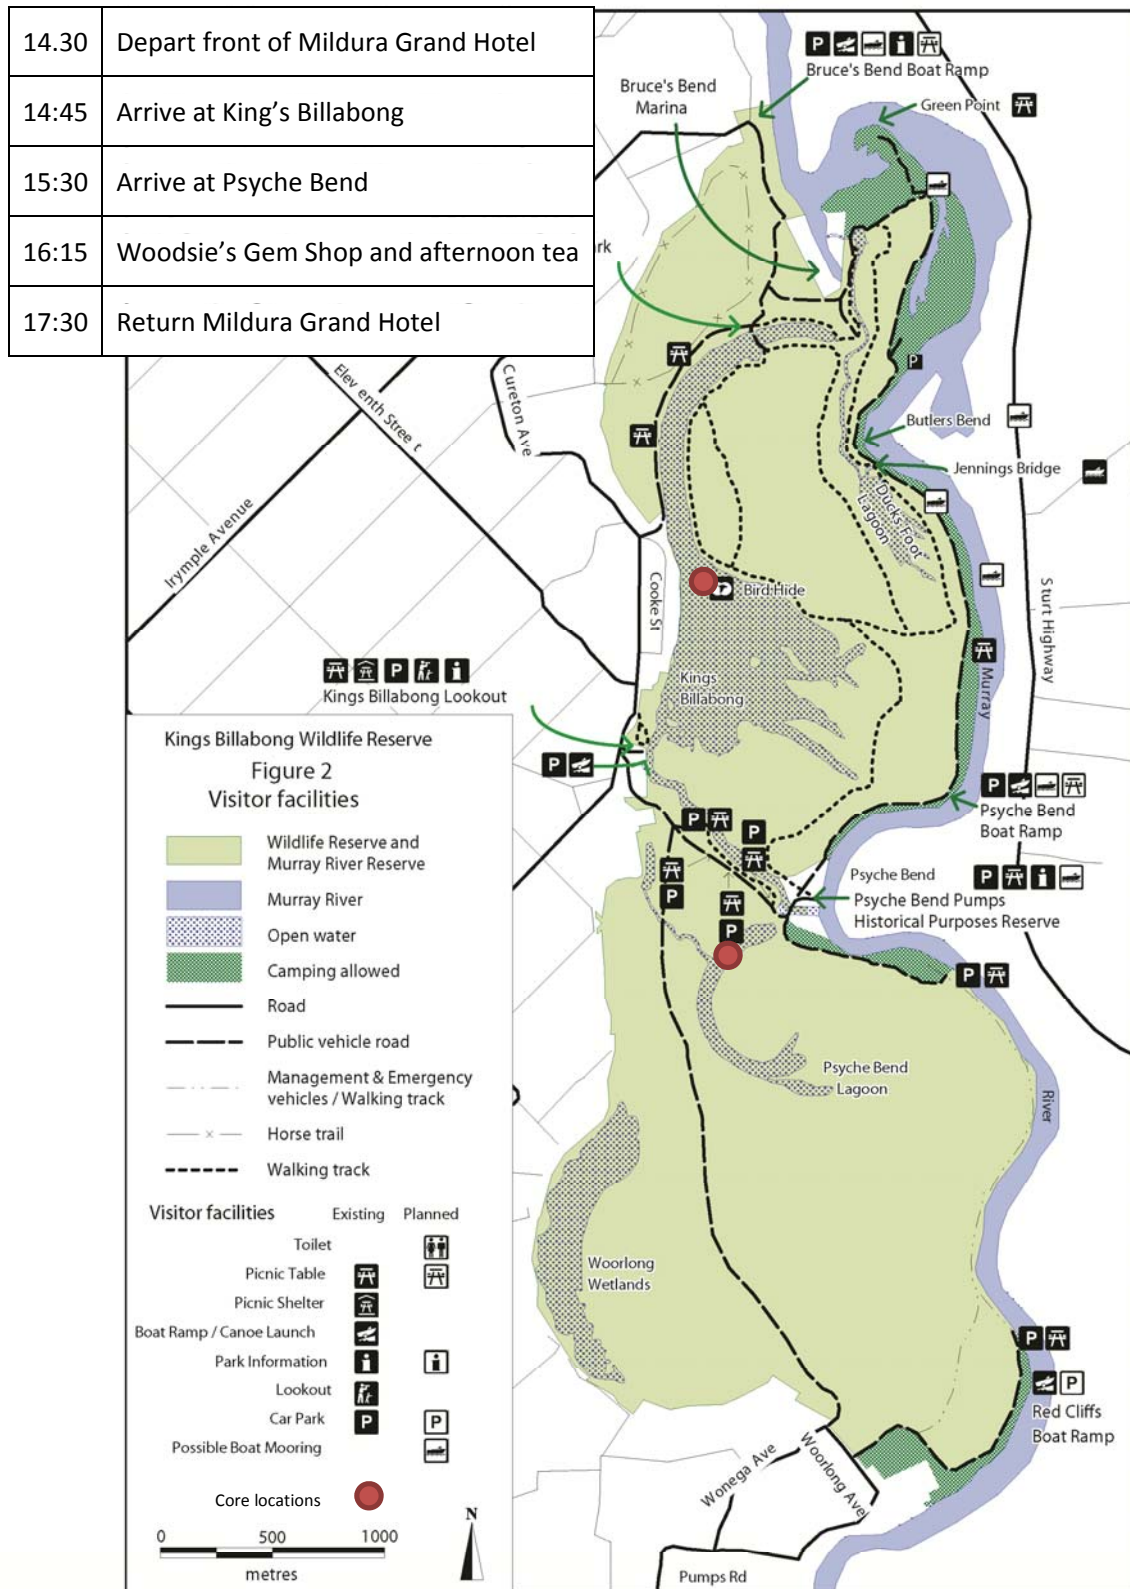 14.30 Depart front of Mildura Grand Hotel
14:45 Arrive at King's Billabong
15:30 Arrive at Psyche Bend
16:15 Woodsie's Gem Shop and afternoon tea
17:30 Return Mildura Grand Hotel
P
Bruce's Bend Boat Ramp
Bruce's Bend
Marina
Green Point
rk
P
Cureton Ave
Eleventh Street
Irymple Avenue
Butlers Bend
Jennings Bridge
Ducks Foot
Lagoon
Bird Hide
Cooke St
Sturt Highway
P
Kings Billabong Lookout
Kings
Billabong
Murray
P
P
Psyche Bend
Boat Ramp
P
P
P
P
Psyche Bend
P
Psyche Bend Pumps
Historical Purposes Reserve
P
P
Psyche Bend
Lagoon
River
Woorlong
Wetlands
P
P
Red Cliffs
Boat Ramp
Wonega Ave
Woorlong Ave
Pumps Rd
Kings Billabong Wildlife Reserve
Figure 2
Visitor facilities
Wildlife Reserve and
Murray River Reserve
Murray River
Open water
Camping allowed
Road
Public vehicle road
Management & Emergency
vehicles / Walking track
Horse trail
Walking track
Visitor facilities Existing Planned
Toilet
Picnic Table
Picnic Shelter
Boat Ramp / Canoe Launch
Park Information
Lookout
Car Park P P
Possible Boat Mooring
Core locations
N
0 500 1000
metres